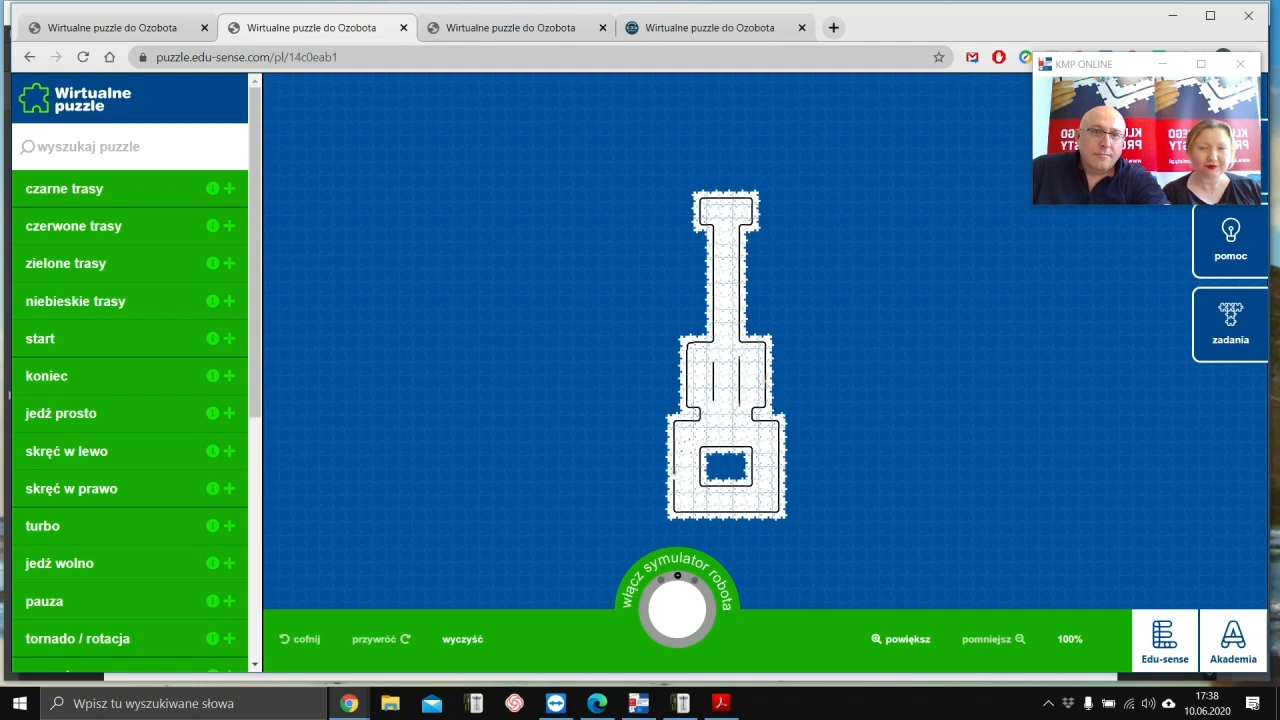 Wirtualne puzzle do Ozobota
Wirtualne puzzle do Ozobota
Wirtualne puzzle do Ozobota
Wirtualne puzzle do Ozobota
puzzle.edu-sense.com/pl/14c0eab1
KMP ONLINE
Wirtualne
puzzle
wyszukaj puzzle
czarne trasy
czerwone trasy
zielone trasy
niebieskie trasy
start
koniec
jedź prosto
skręć w lewo
skręć w prawo
turbo
jedź wolno
pauza
tornado / rotacja
pomoc
zadania
włącz symulator robota
cofnij
przywróć
wyczyść
powiększ
pomniejsz
100%
Edu-sense
Akademia
Wpisz tu wyszukiwane słowa
17:38
10.06.2020